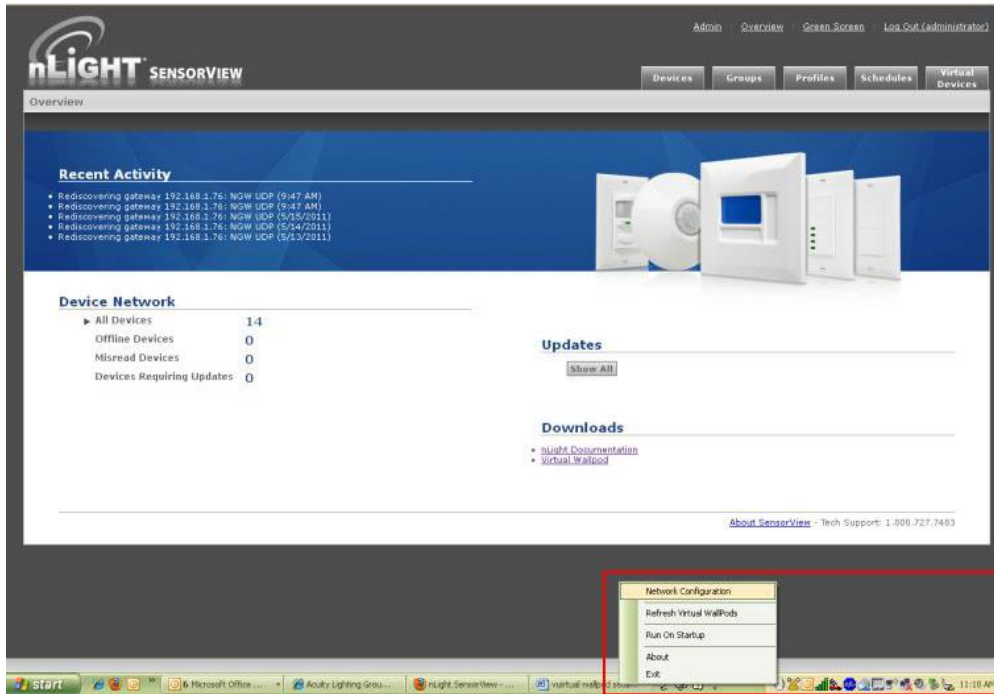 Admin Overview Green Screen Log Out (administrator)
nLIGHT SENSORVIEW
Devices Groups Profiles Schedules Virtual Devices
Overview
Recent Activity
• Rediscovering gateway 192.168.1.76: NGW UDP (9:47 AM)
• Rediscovering gateway 192.168.1.76: NGW UDP (9:47 AM)
• Rediscovering gateway 192.168.1.76: NGW UDP (5/15/2011)
• Rediscovering gateway 192.168.1.76: NGW UDP (5/14/2011)
• Rediscovering gateway 192.168.1.76: NGW UDP (5/13/2011)
Device Network
All Devices 14
Offline Devices 0
Misread Devices 0
Devices Requiring Updates 0
Updates
Show All
Downloads
• nLight Documentation
• Virtual Wallpod
About SensorView - Tech Support: 1.800.727.7483
Network Configuration
Refresh Virtual WallPods
Run On Startup
About
Exit
start
6 Microsoft Office ...
Acuity Lighting Grou...
nLight SensorView - ...
11:10 AM